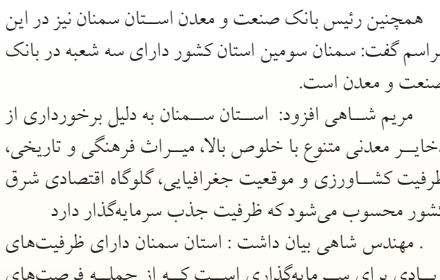 همچنین رئیس بانک صنعت و معدن استان سمنان نیز در این
مراسم گفت: سمنان سومین استان کشور دارای سه شعبه در بانک
صنعت و معدن است.
مریم شاهی افزود: استان سمنان به دلیل برخورداری از
ذخایر معدنی متنوع با خلوص بالا، میراث فرهنگی و تاریخی،
ظرفیت کشاورزی و موقعیت جغرافیایی، گلوگاه اقتصادی شرق
کشور محسوب می‌شود که ظرفیت جذب سرمایه‌گذار دارد
. مهندس شاهی بیان داشت : استان سمنان دارای ظرفیت‌های
زیادی برای سرمایه‌گذاری است که از جمله فرصت‌های